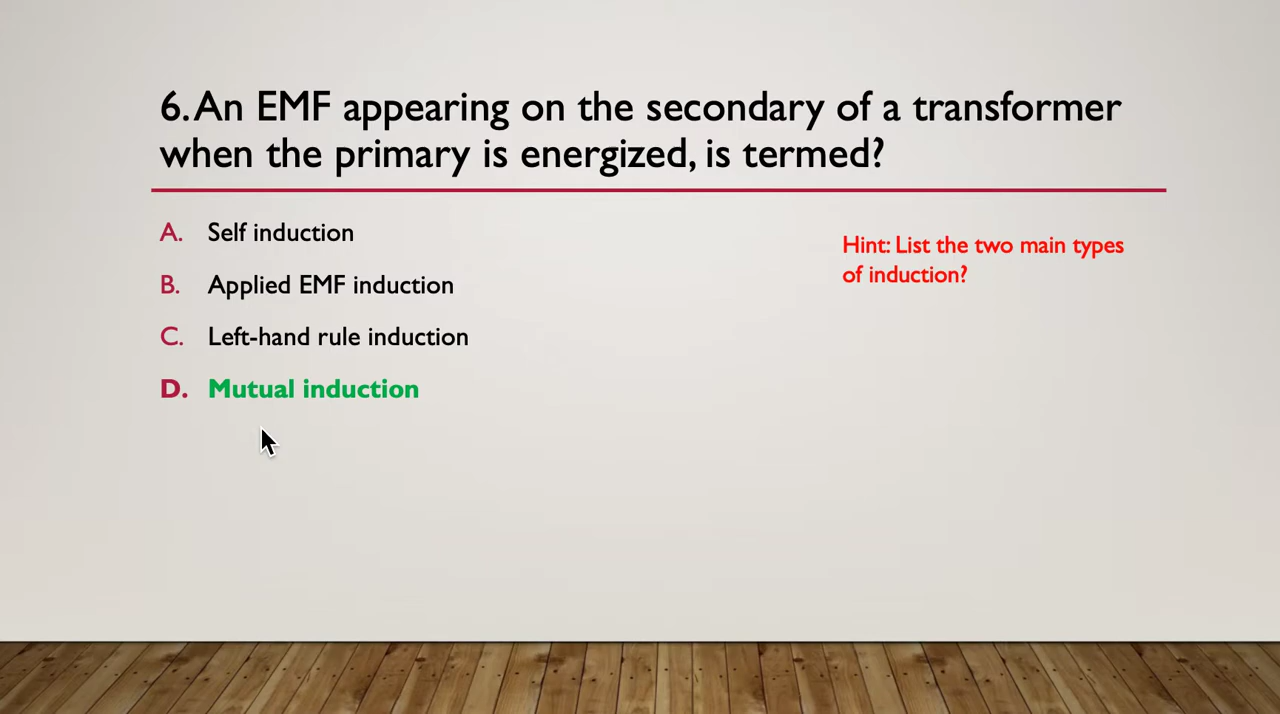 6. An EMF appearing on the secondary of a transformer
when the primary is energized, is termed?
A. Self induction
B. Applied EMF induction
C. Left-hand rule induction
D. Mutual induction
Hint: List the two main types
of induction?